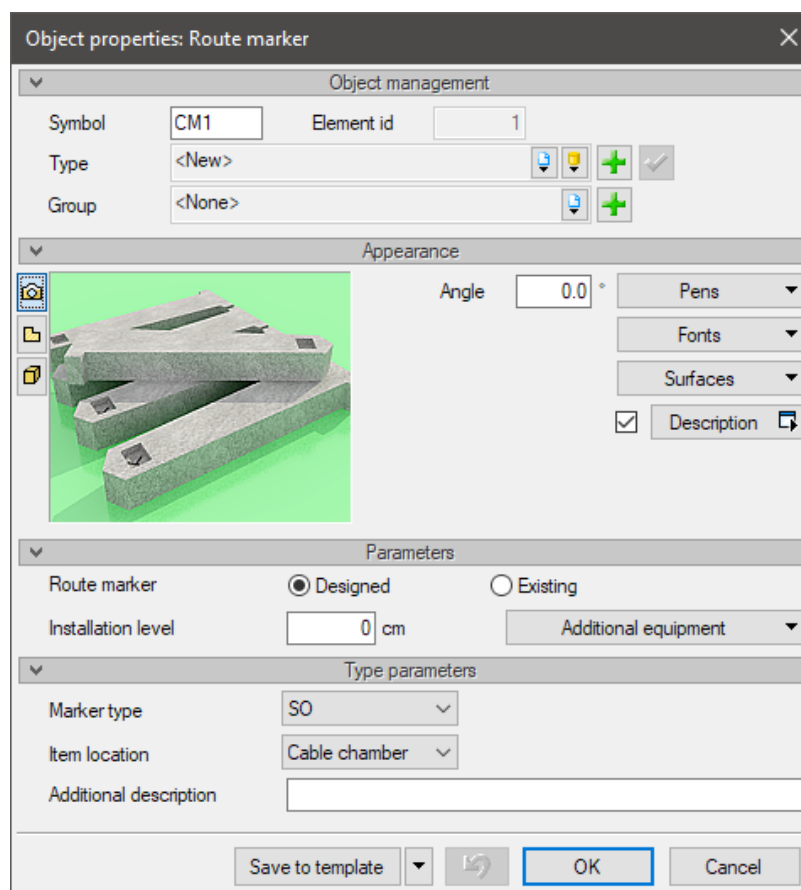 Object properties: Route marker
Object management
Symbol CM1 Element id 1
Type <New>
Group <None>
Appearance
Angle 0.0 ° Pens
Fonts
Surfaces
Description
Parameters
Route marker Designed Existing
Installation level 0 cm Additional equipment
Type parameters
Marker type SO
Item location Cable chamber
Additional description
Save to template OK Cancel